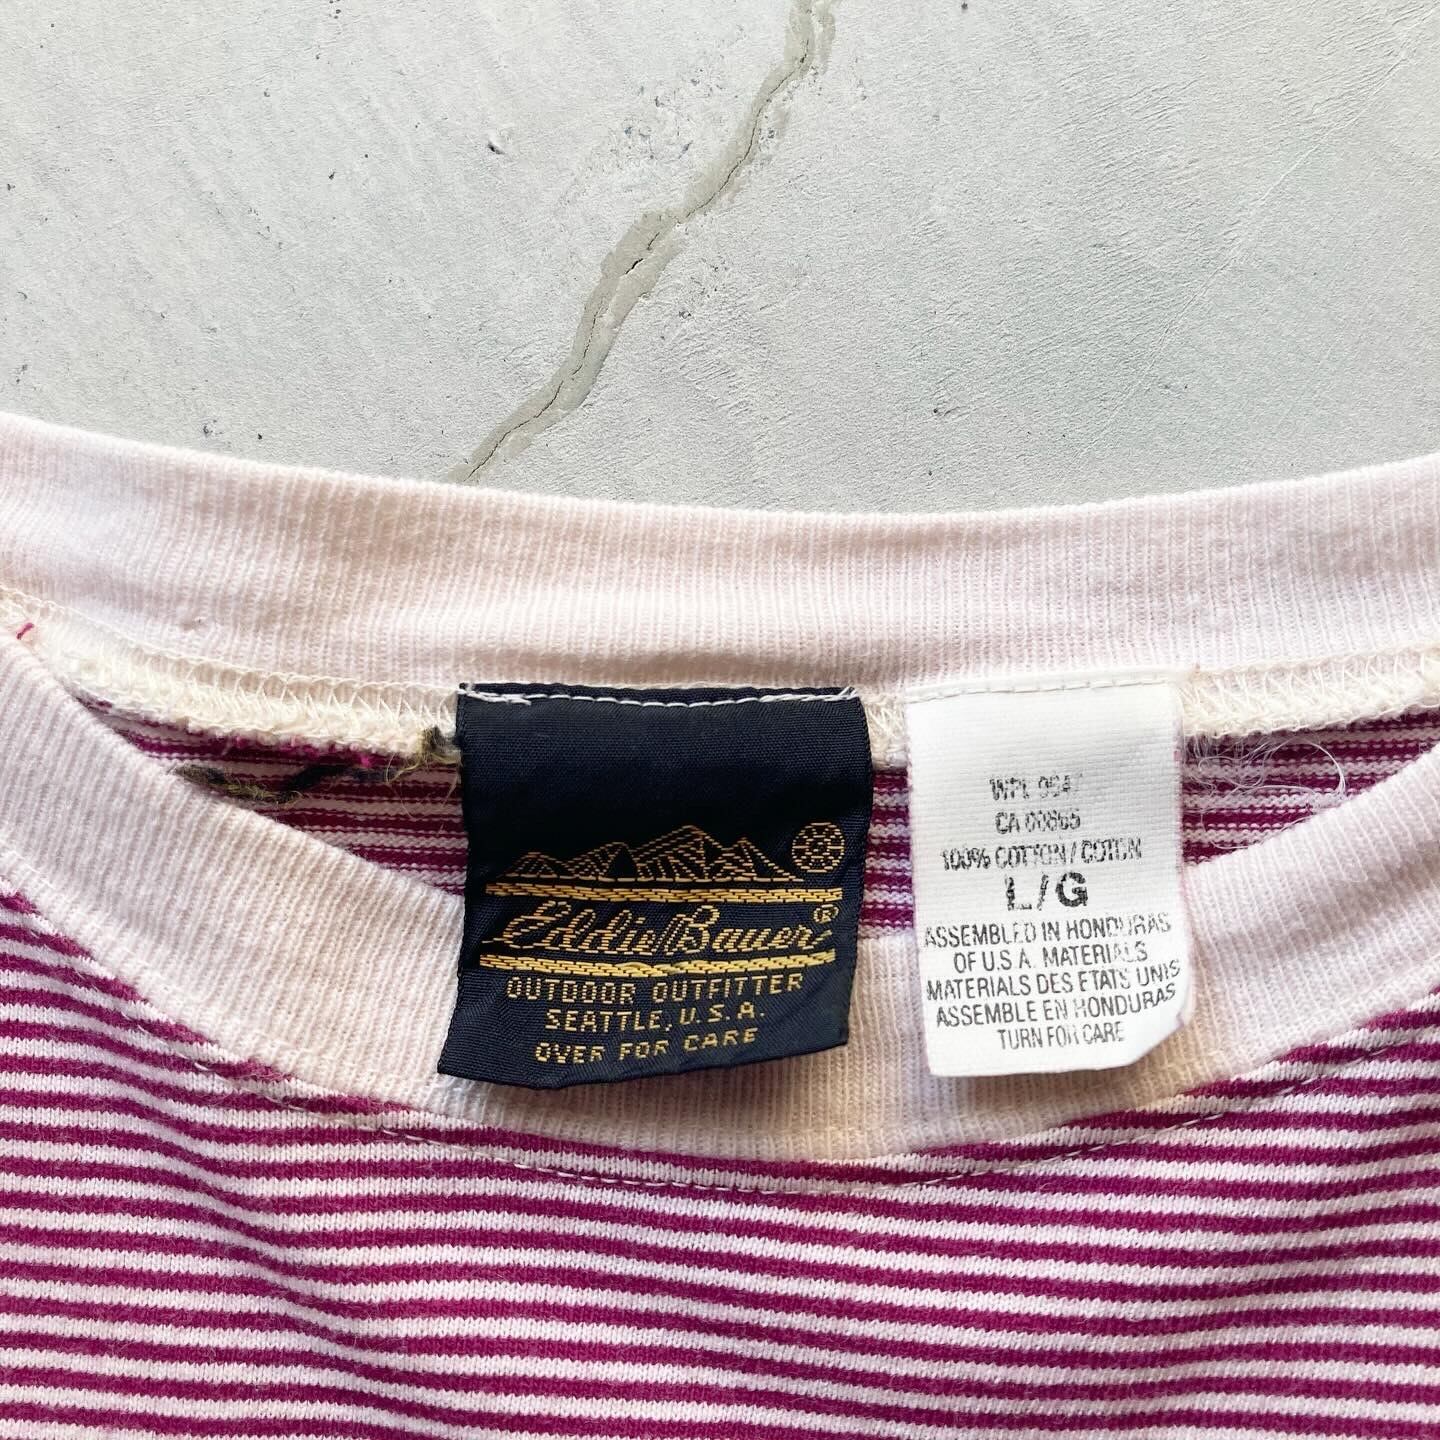 Eddie Bauer ®
OUTDOOR OUTFITTER
SEATTLE, U.S.A.
OVER FOR CARE
WPL
CA 00865
100% COTTON / COTON
L / G
ASSEMBLED IN HONDURAS
OF U.S.A. MATERIALS
MATERIALS DES ETATS UNIS
ASSEMBLE EN HONDURAS
TURN FOR CARE